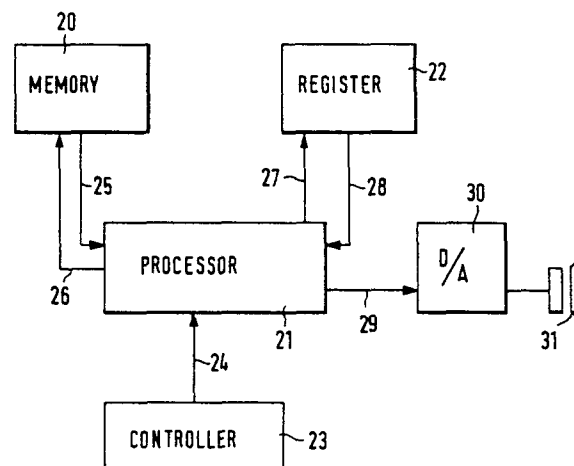 20
MEMORY
REGISTER
22
25
27
28
30
PROCESSOR
D/A
26
21
29
31
24
CONTROLLER
23